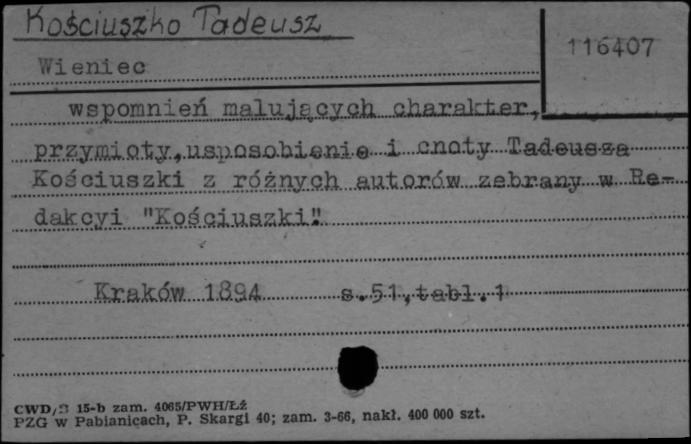 Kościuszko Tadeusz
116407
Wieniec
wspomnień malujących charakter,
przymioty,usposobienie i cnoty Tadeusza
Kościuszki z różnych autorów zebrany w Re-
dakcyi "Kościuszki".
Kraków 1894 s.51,tabl.1
CWD/3 15-b zam. 4065/PWH/Łź
PZG w Pabianicach, P. Skargi 40; zam. 3-66, nakł. 400 000 szt.